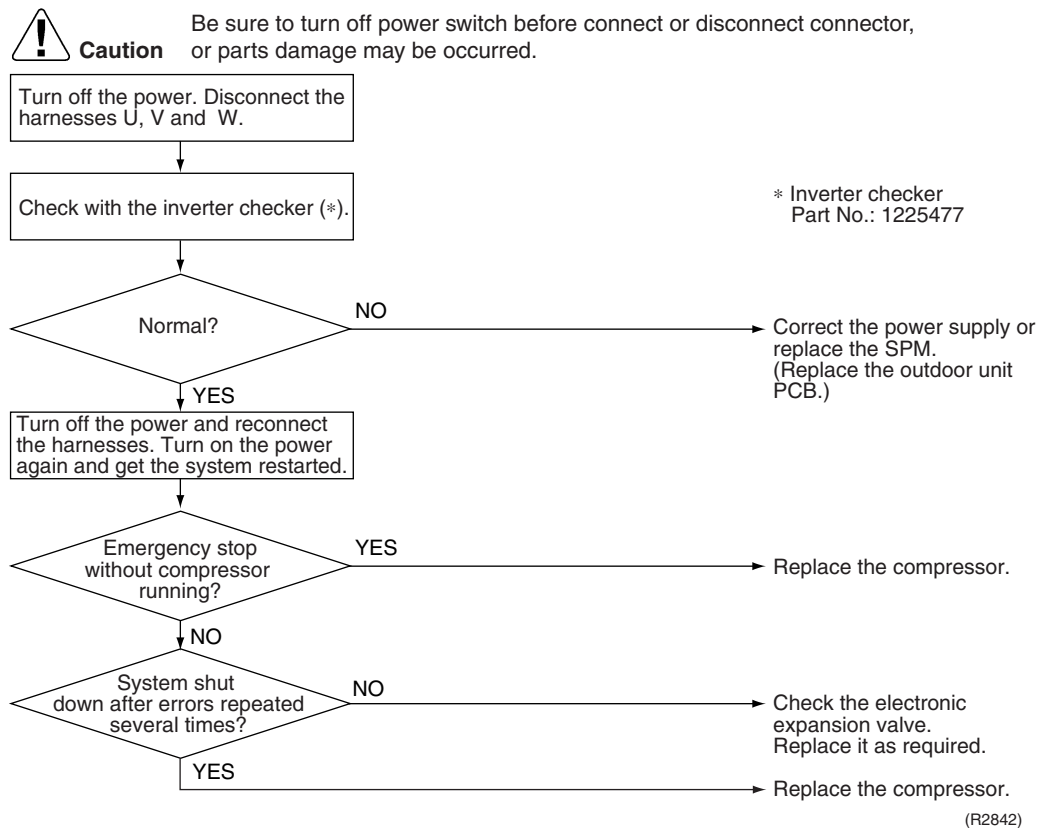 Be sure to turn off power switch before connect or disconnect connector,
Caution or parts damage may be occurred.
Turn off the power. Disconnect the
harnesses U, V and W.
Check with the inverter checker (*).
* Inverter checker
Part No.: 1225477
Normal?
NO
Correct the power supply or
replace the SPM.
(Replace the outdoor unit
PCB.)
YES
Turn off the power and reconnect
the harnesses. Turn on the power
again and get the system restarted.
Emergency stop
without compressor
running?
YES
Replace the compressor.
NO
System shut
down after errors repeated
several times?
NO
Check the electronic
expansion valve.
Replace it as required.
YES
Replace the compressor.
(R2842)